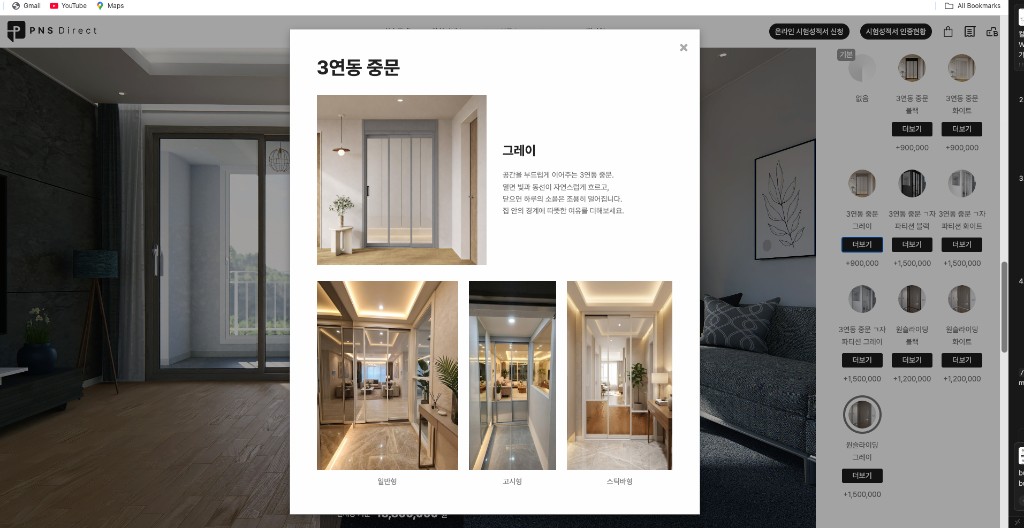 Gmail
YouTube
Maps
All Bookmarks
PNS Direct
온라인 시험성적서 신청
시험성적서 인증현황
3연동 중문
그레이
공간을 부드럽게 이어주는 3연동 중문.
열면 빛과 동선이 자연스럽게 흐르고,
닫으면 하루의 소음은 조용히 멀어집니다.
집 안의 경계에 따뜻한 여유를 더해보세요.
일반형
고시형
스틱바형
기본
없음
3연동 중문
블랙
더보기
+900,000
3연동 중문
화이트
더보기
+900,000
3연동 중문
그레이
더보기
+900,000
3연동 중문 ㄱ자
파티션 블랙
더보기
+1,500,000
3연동 중문 ㄱ자
파티션 화이트
더보기
+1,500,000
3연동 중문 ㄱ자
파티션 그레이
더보기
+1,500,000
원슬라이딩
블랙
더보기
+1,200,000
원슬라이딩
화이트
더보기
+1,200,000
원슬라이딩
그레이
더보기
+1,500,000